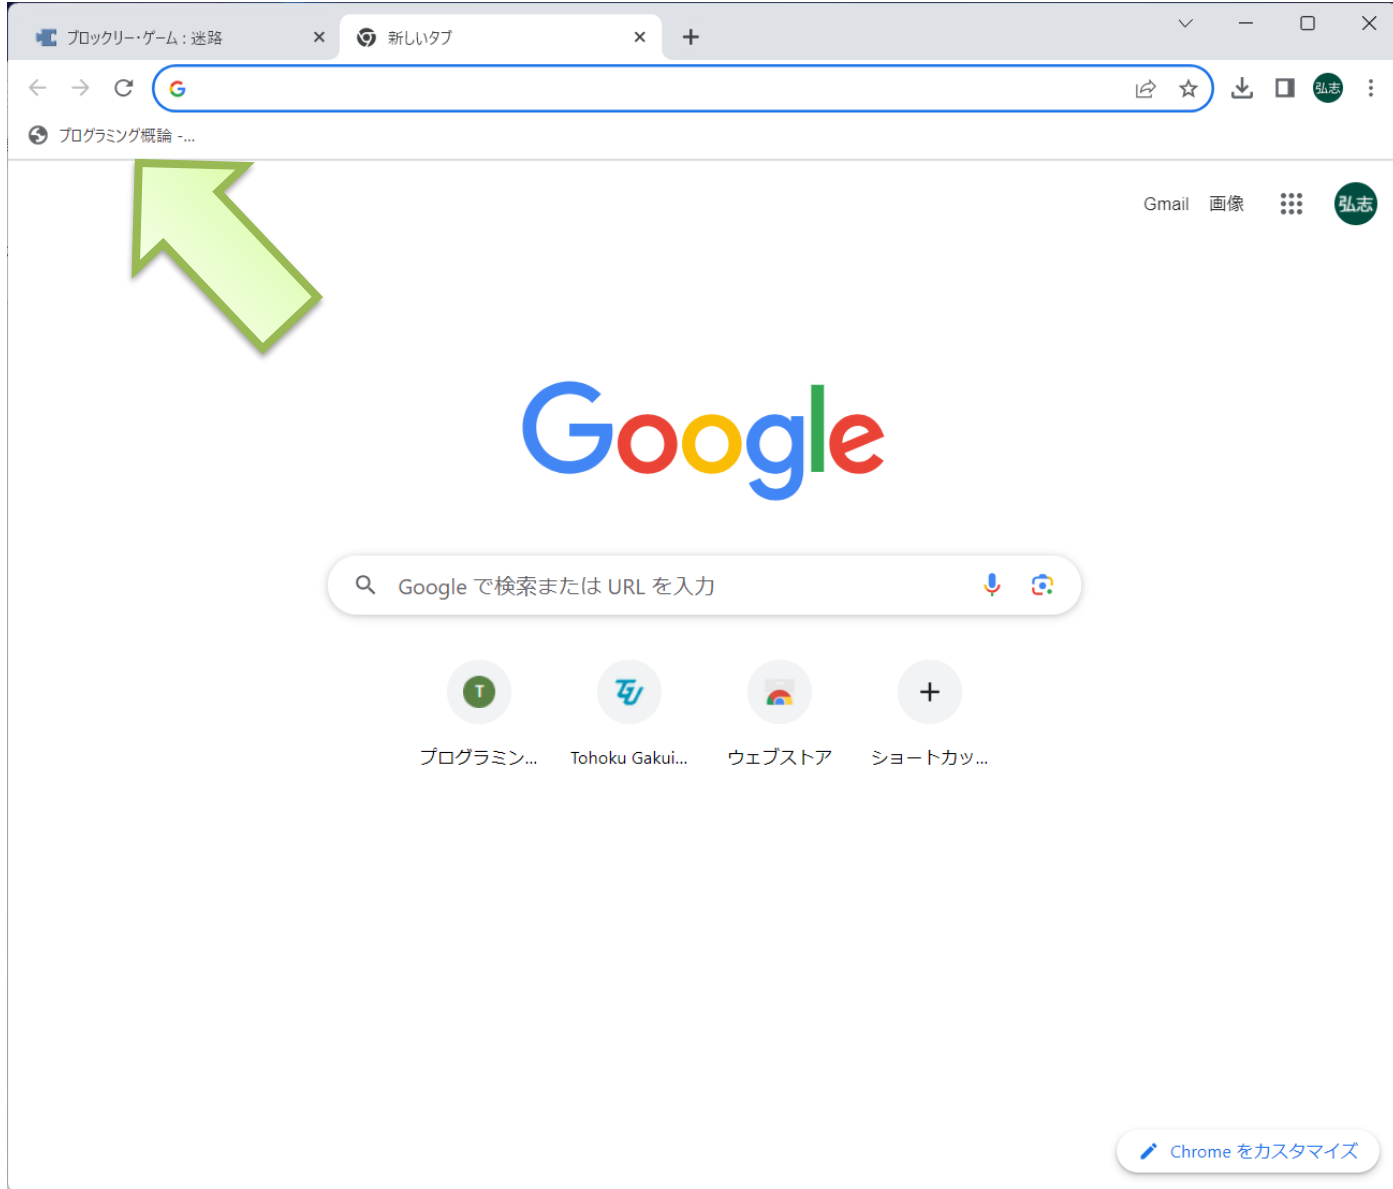 ブロックリー・ゲーム : 迷路
新しいタブ
弘志
プログラミング概論 -...
Gmail 画像 弘志
Google
Google で検索または URL を入力
T TG
プログラミン... Tohoku Gakui... ウェブストア ショートカッ...
Chrome をカスタマイズ